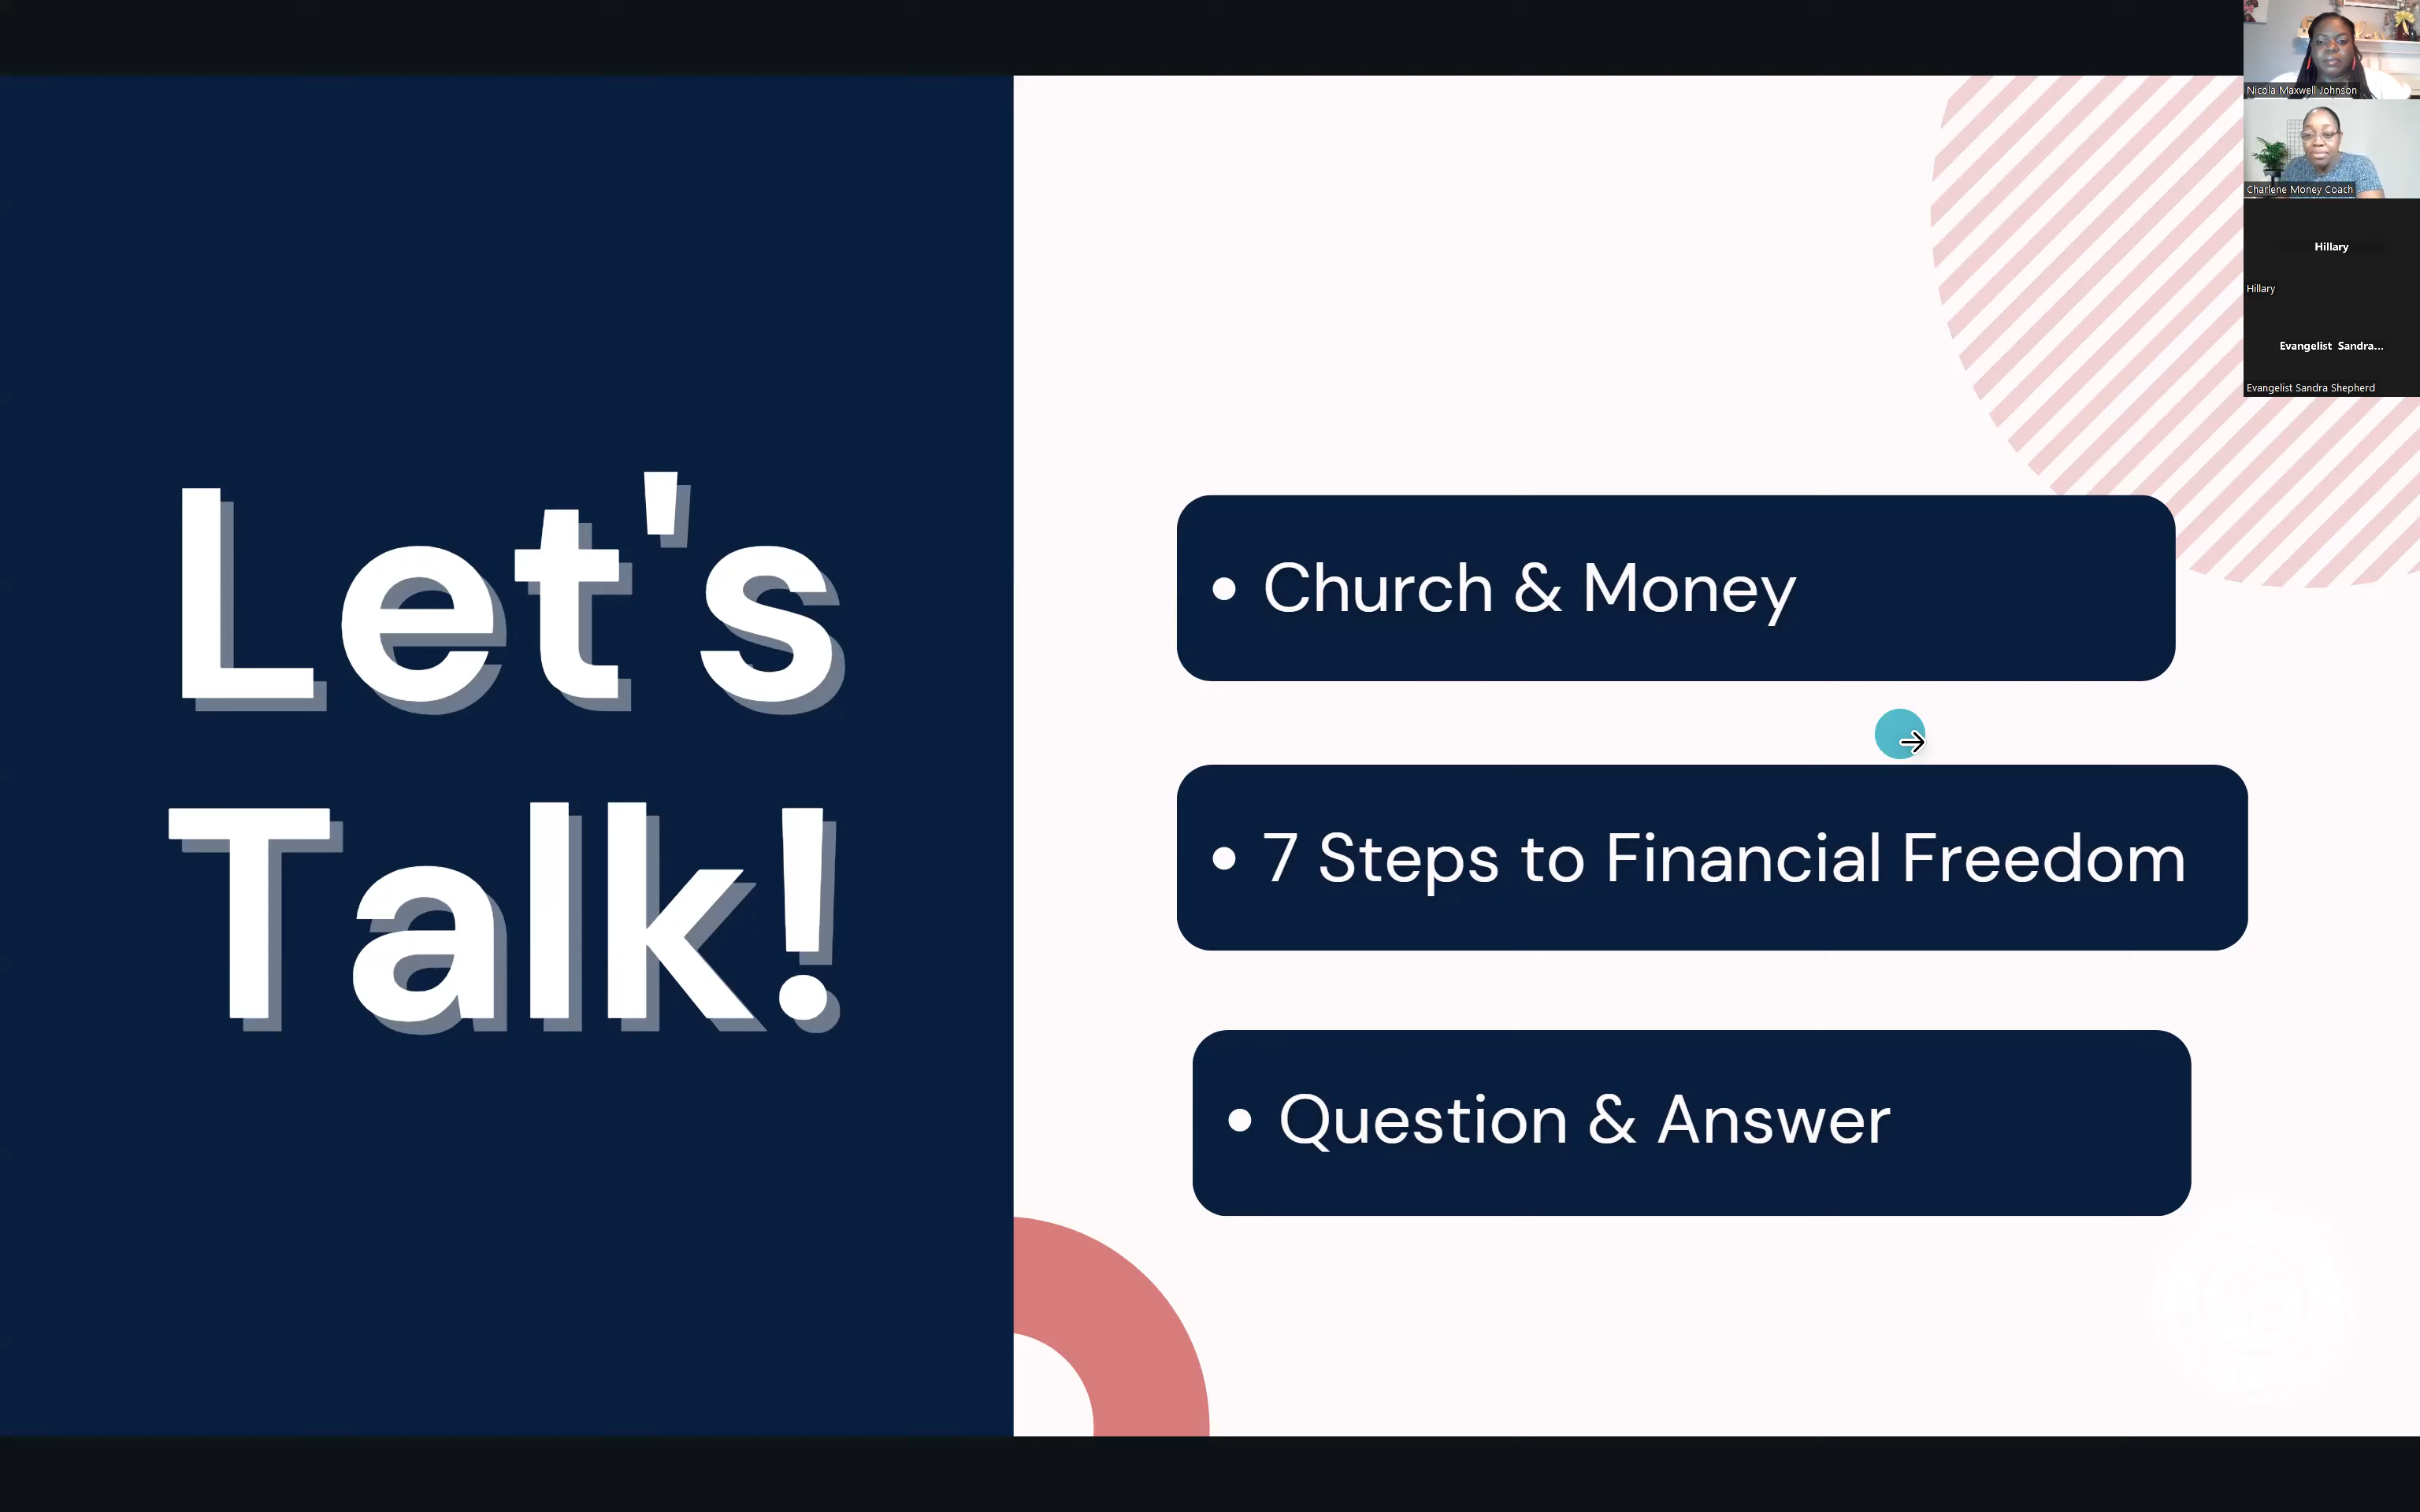 Let's
Talk!
• Church & Money
• 7 Steps to Financial Freedom
• Question & Answer
Nicola Maxwell Johnson
Charlene Money Coach
Hillary
Hillary
Evangelist Sandra...
Evangelist Sandra Shepherd